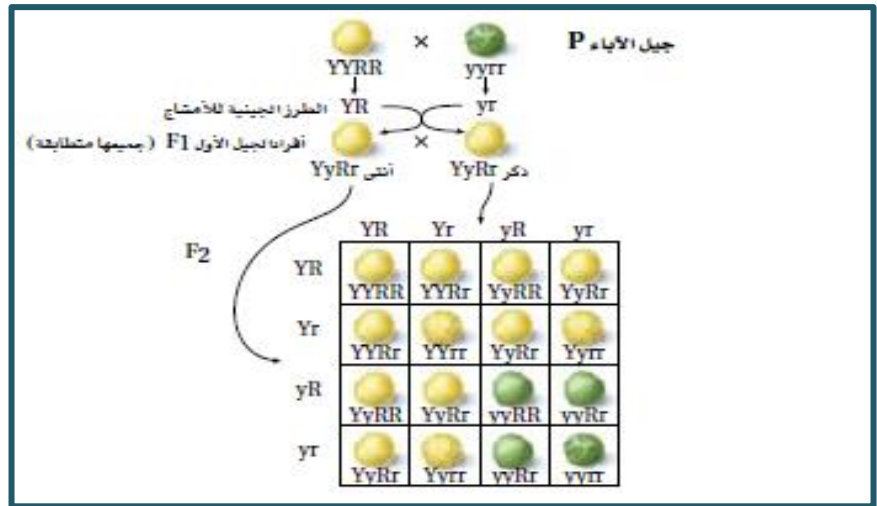 جيل الآباء P
YYRR × yyrr
الطرز الجينية للأمشاج YR yr
أفراد الجيل الأول F1 (جميعها متطابقة) ×
أنثى YyRr ذكر YyRr
F2
YR Yr yR yr
YR
YYRR YYRr YyRR YyRr
Yr
YYRr YYrr YyRr Yyrr
yR
YyRR YyRr yyRR yyRr
yr
YyRr Yyrr yyRr yyrr